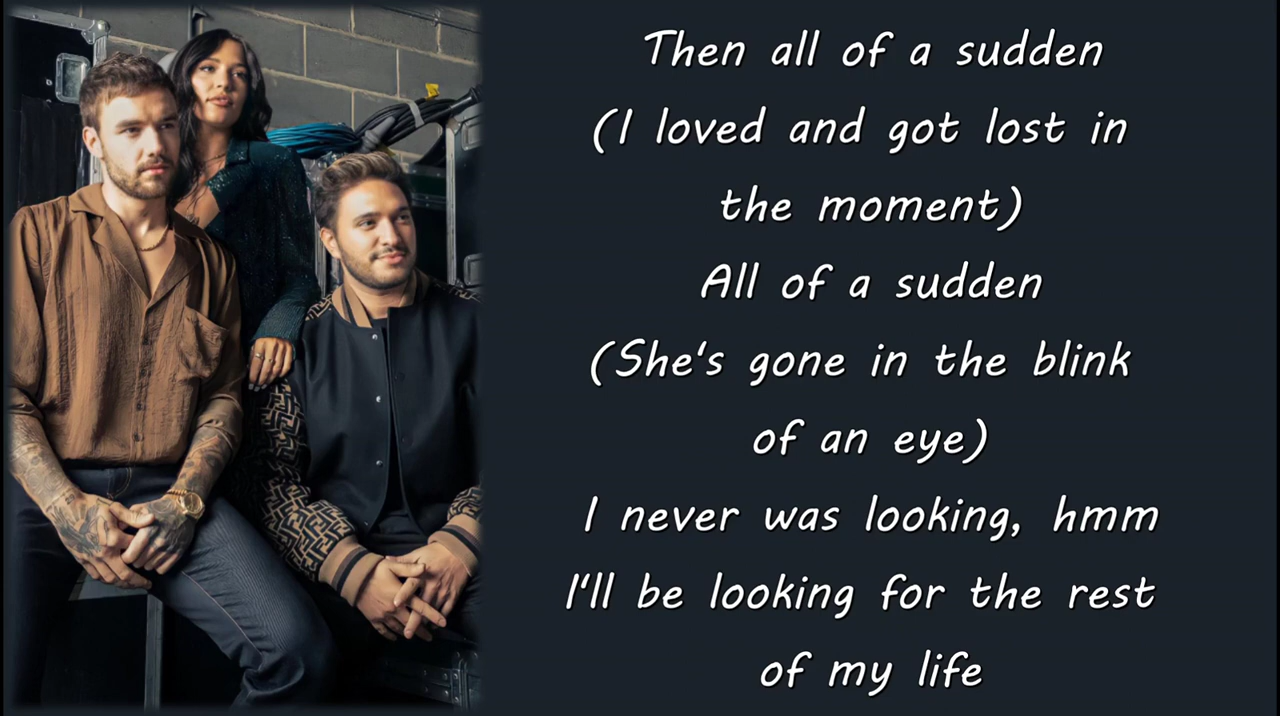 Then all of a sudden
(I loved and got lost in
the moment)
All of a sudden
(She's gone in the blink
of an eye)
I never was looking, hmm
I'll be looking for the rest
of my life